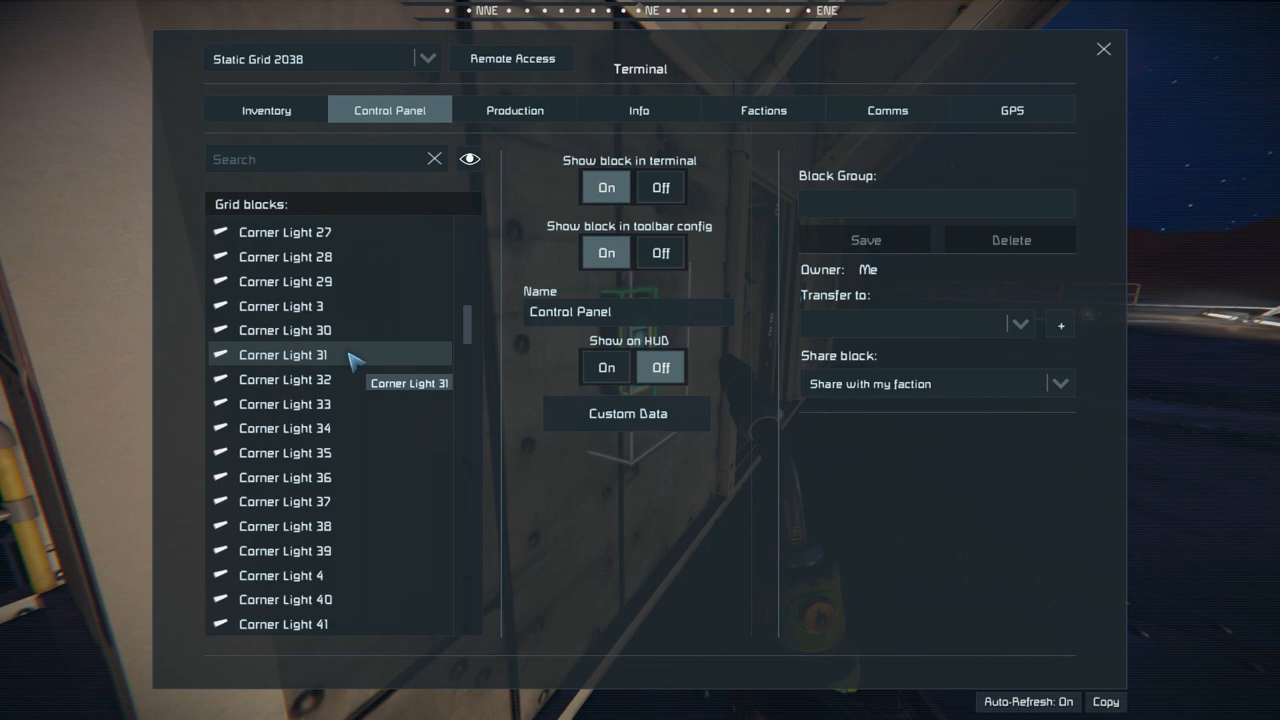 NNE NE ENE
Static Grid 2038
Remote Access
Terminal
Inventory
Control Panel
Production
Info
Factions
Comms
GPS
Search
Grid blocks:
Corner Light 27
Corner Light 28
Corner Light 29
Corner Light 3
Corner Light 30
Corner Light 31
Corner Light 31
Corner Light 32
Corner Light 33
Corner Light 34
Corner Light 35
Corner Light 36
Corner Light 37
Corner Light 38
Corner Light 39
Corner Light 4
Corner Light 40
Corner Light 41
Show block in terminal
On Off
Show block in toolbar config
On Off
Name
Control Panel
Show on HUD
On Off
Custom Data
Block Group:
Save
Delete
Owner: Me
Transfer to:
+
Share block:
Share with my faction
Auto-Refresh: On
Copy